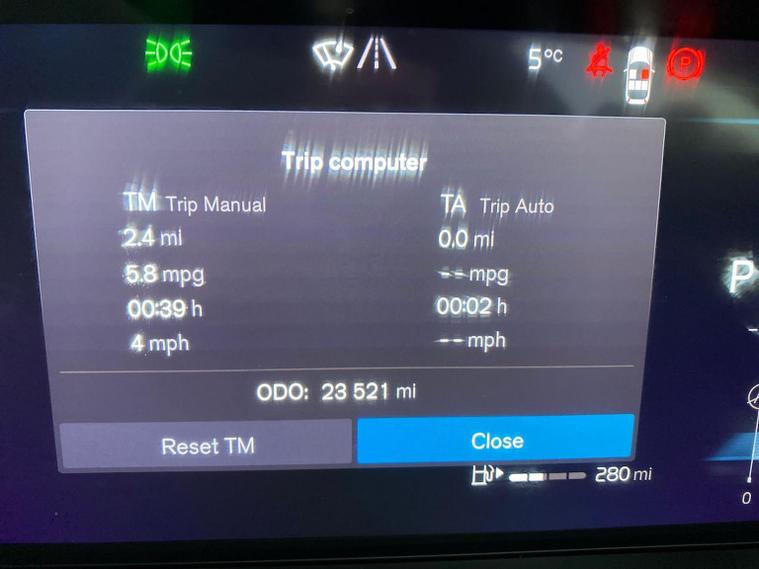 5°C
P
Trip computer
TM Trip Manual
TA Trip Auto
2.4 mi
0.0 mi
5.8 mpg
--- mpg
00:39 h
00:02 h
4 mph
-- mph
P
ODO: 23 521 mi
Reset TM
Close
280 mi
0